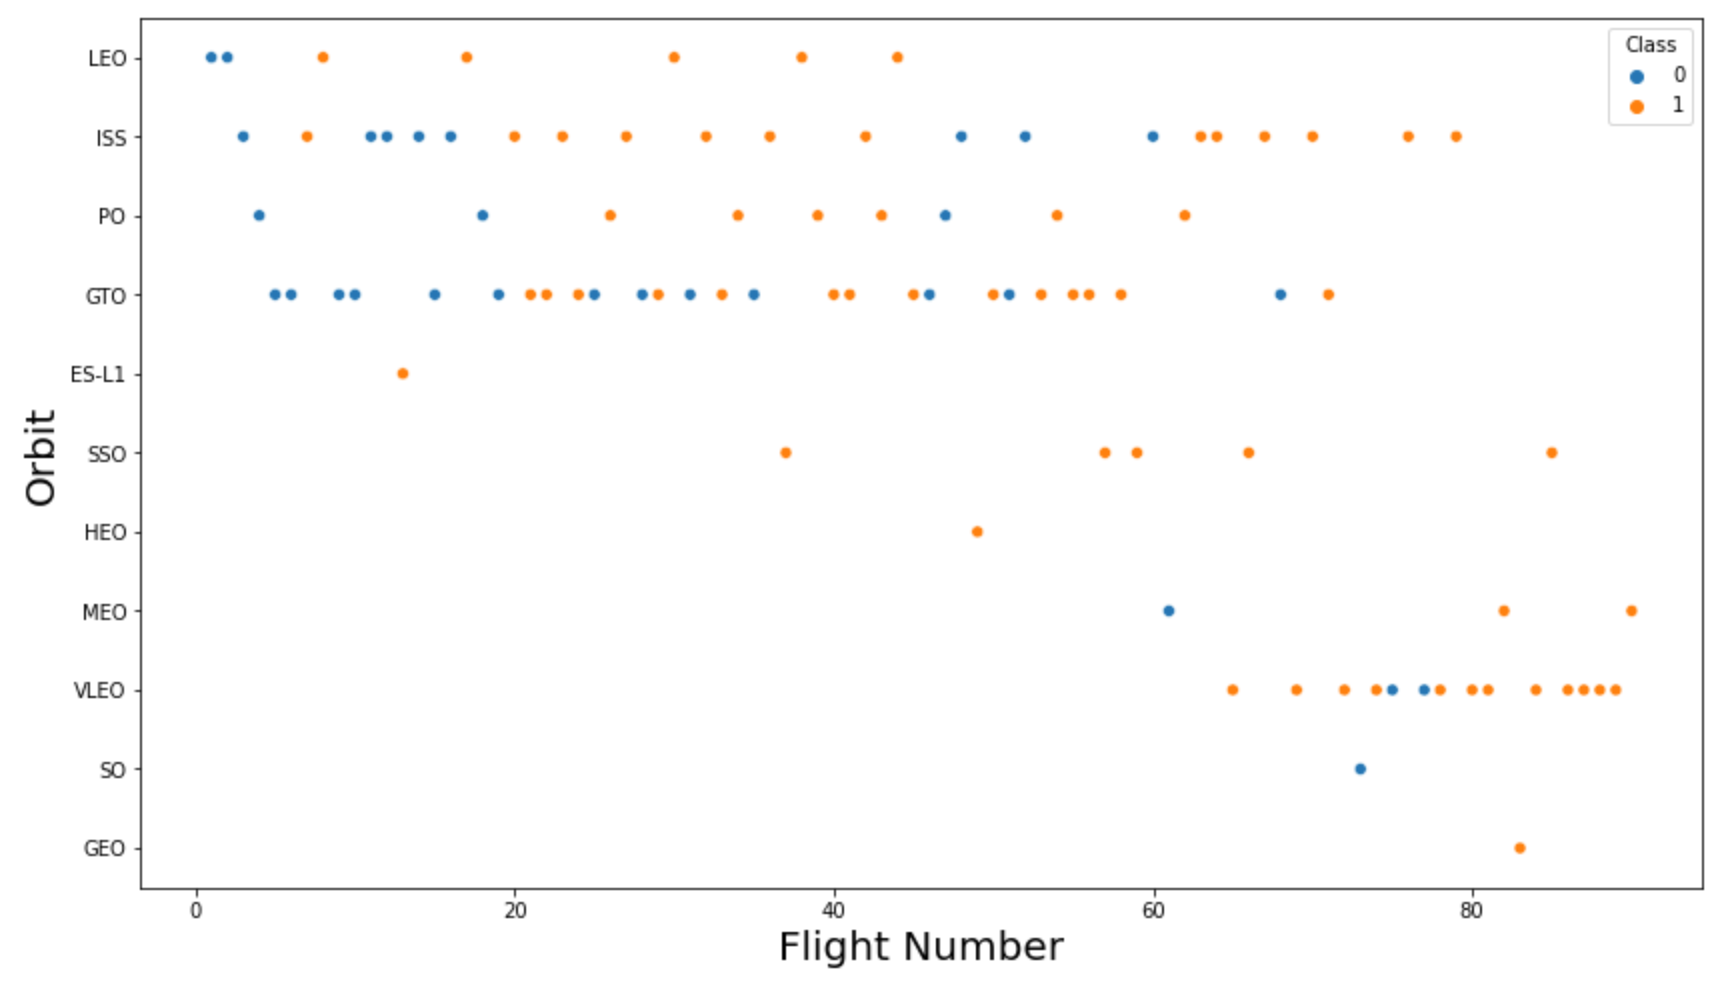 Class
0
1
LEO
ISS
PO
GTO
ES-L1
SSO
HEO
MEO
VLEO
SO
GEO
Orbit
0 20 40 60 80
Flight Number